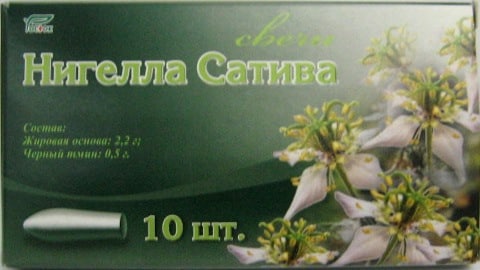 свечи
Нигелла Сатива
Состав:
Жировая основа: 2,2 г;
Черный тмин: 0,5 г.
10 шт.